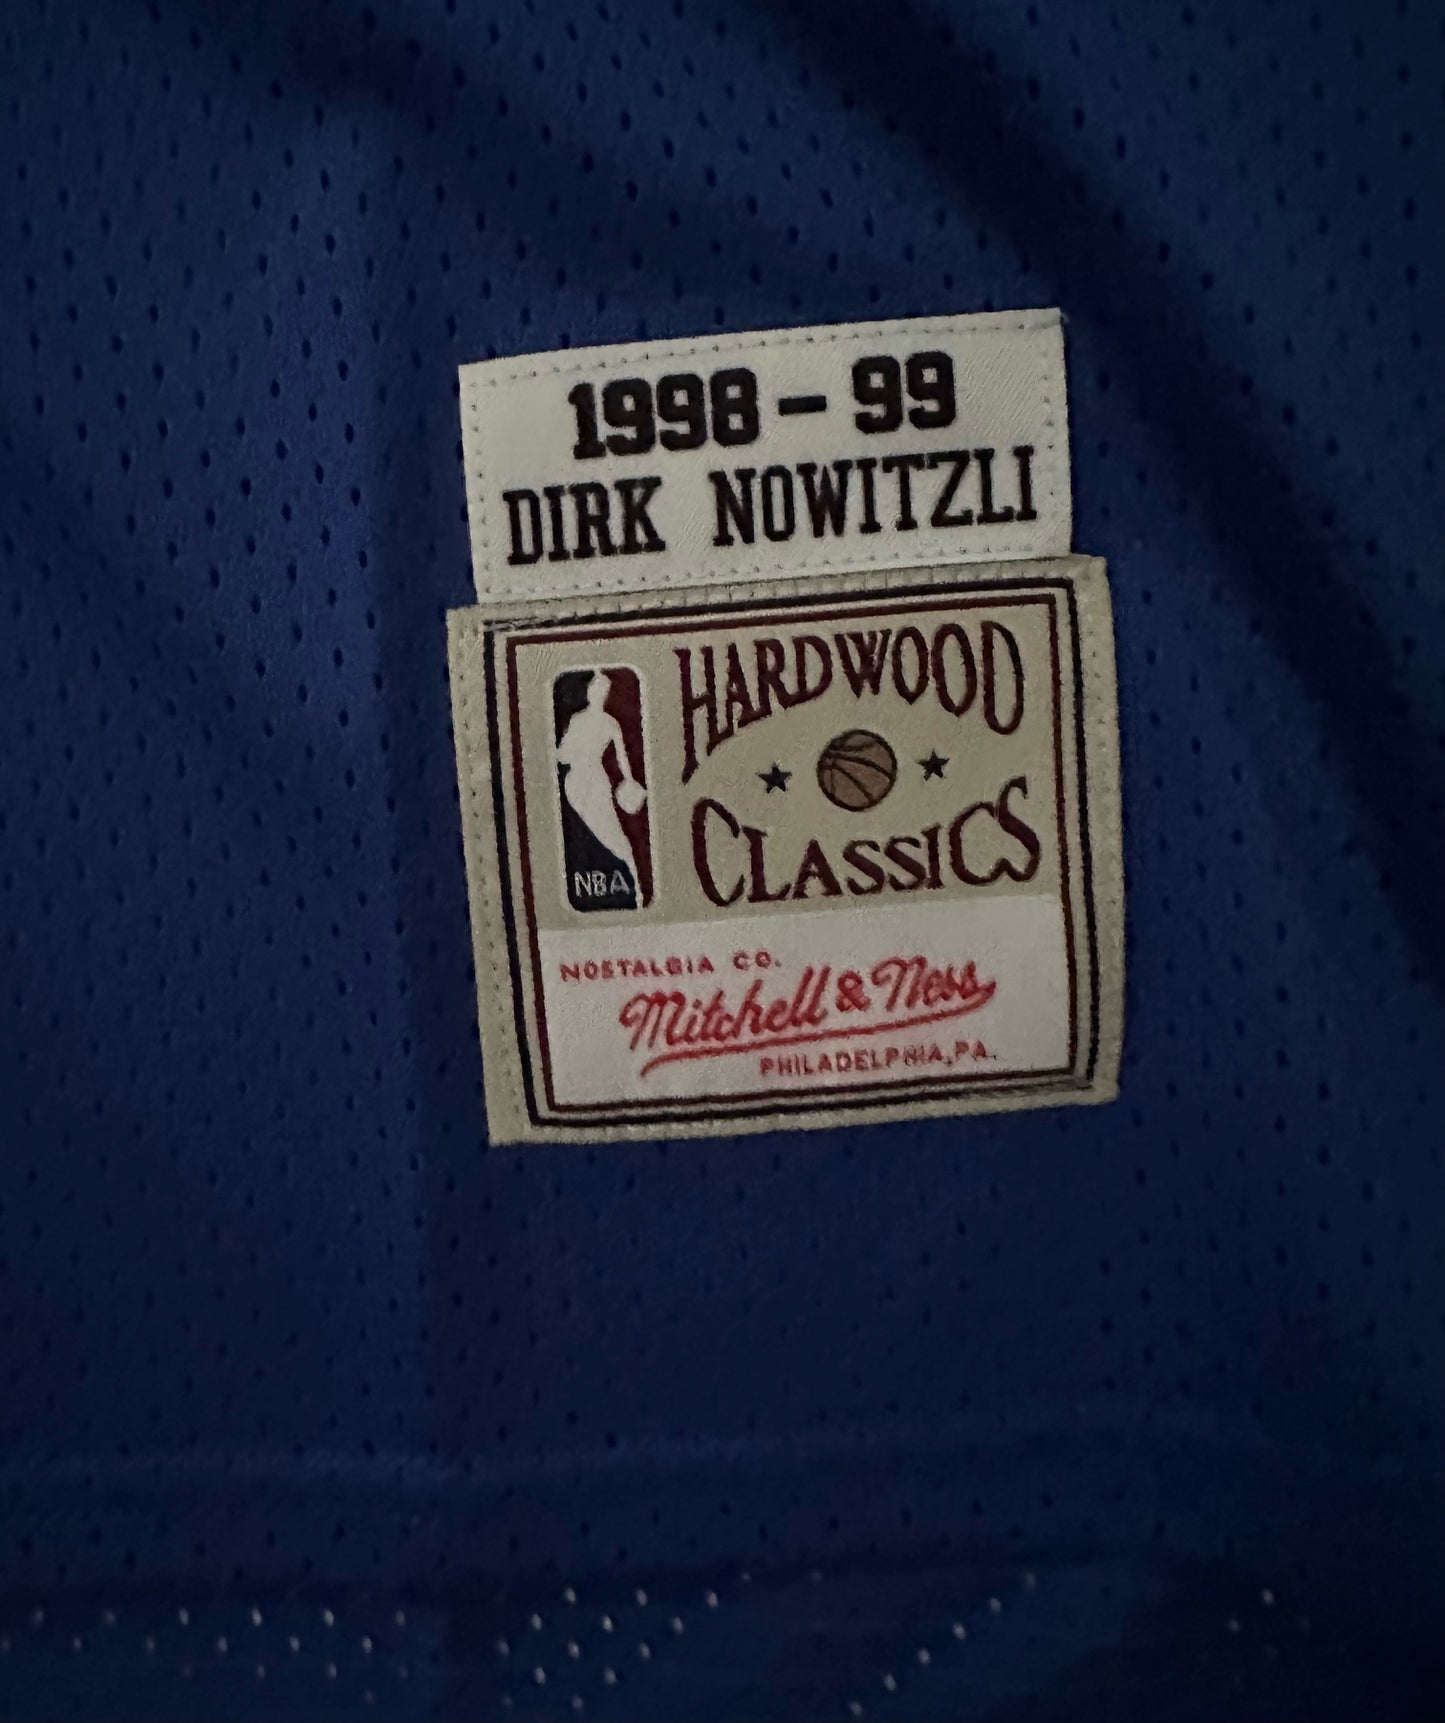 1998 - 99
DIRK NOWITZLI
HARDWOOD
CLASSICS
NBA
NOSTALGIA CO.
Mitchell & Ness
PHILADELPHIA, PA.